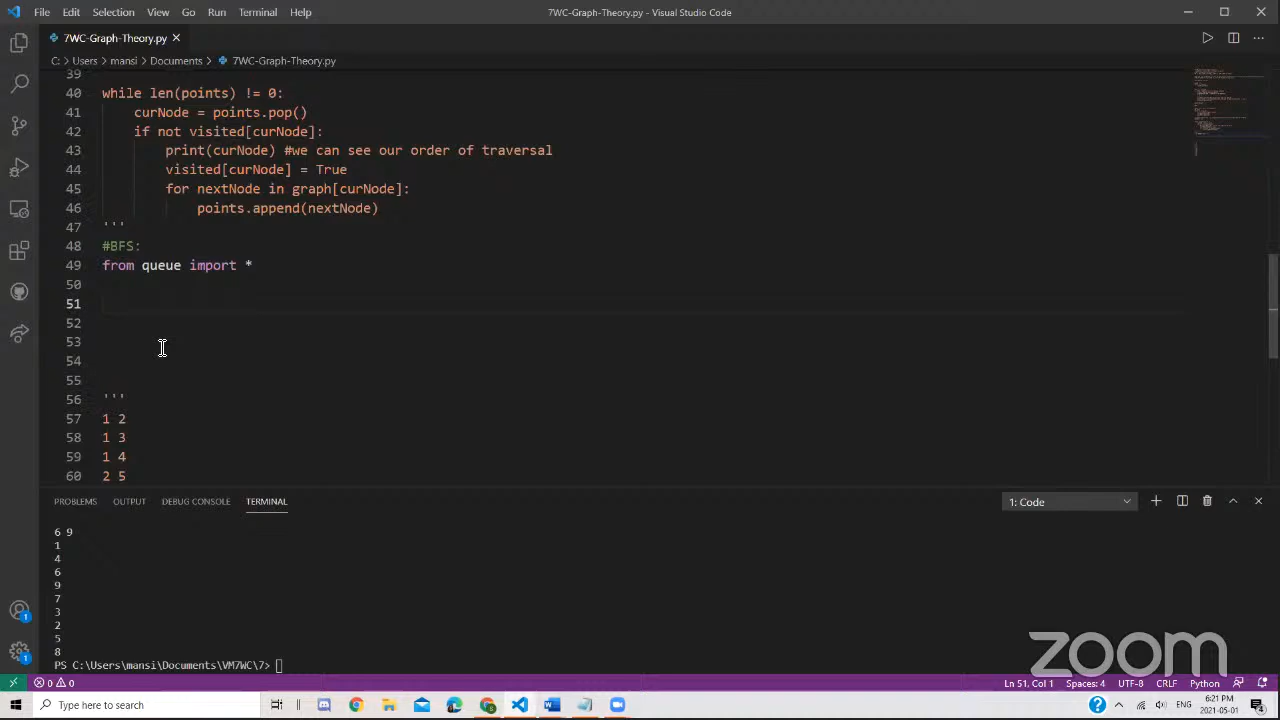 File Edit Selection View Go Run Terminal Help
7WC-Graph-Theory.py - Visual Studio Code
7WC-Graph-Theory.py
C: > Users > mansi > Documents > 7WC-Graph-Theory.py
39
40 while len(points) != 0:
41 curNode = points.pop()
42 if not visited[curNode]:
43 print(curNode) #we can see our order of traversal
44 visited[curNode] = True
45 for nextNode in graph[curNode]:
46 points.append(nextNode)
47 '''
48 #BFS:
49 from queue import *
50
51
52
53
54
55
56 '''
57 1 2
58 1 3
59 1 4
60 2 5
PROBLEMS OUTPUT DEBUG CONSOLE TERMINAL
1: Code
6 9
1
4
6
9
7
3
2
5
8
PS C:\Users\mansi\Documents\VM7WC\7>
zoom
1
1
0 0
Ln 51, Col 1 Spaces: 4 UTF-8 CRLF Python
Type here to search
ENG
6:21 PM
2021-05-01
4